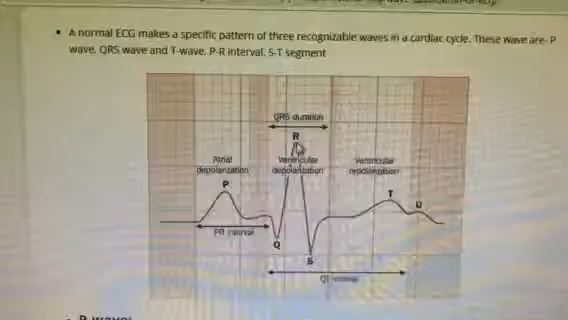 • A normal ECG makes a specific pattern of three recognizable waves in a cardiac cycle. These wave are- P
wave, QRS wave and T-wave. P-R interval. S-T segment
QRS duration
R
Atrial
depolarization
Ventricular
depolarization
Ventricular
repolarization
P
T
U
PR interval
Q
S
QT interval